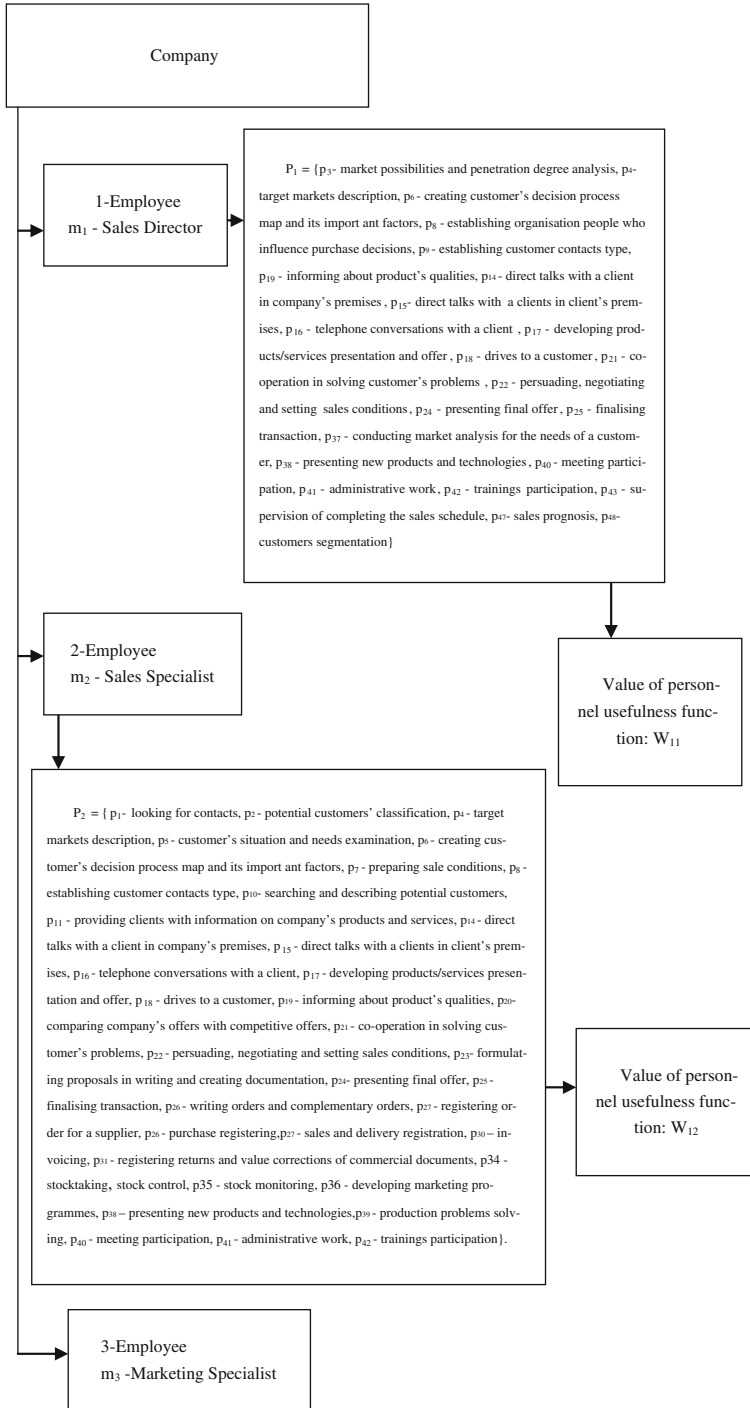 Company
1-Employee
m₁ - Sales Director
P₁ = {p₃- market possibilities and penetration degree analysis, p₄-
target markets description, p₆ - creating customer's decision process
map and its import ant factors, p₈ - establishing organisation people who
influence purchase decisions, p₉ - establishing customer contacts type,
p₁₉ - informing about product's qualities, p₁₄ - direct talks with a client
in company's premises , p₁₅- direct talks with a clients in client's prem-
ises, p₁₆ - telephone conversations with a client , p₁₇ - developing prod-
ucts/services presentation and offer , p₁₈ - drives to a customer , p₂₁ - co-
operation in solving customer's problems , p₂₂ - persuading, negotiating
and setting sales conditions , p₂₄ - presenting final offer , p₂₅ - finalising
transaction, p₃₇ - conducting market analysis for the needs of a custom-
er, p₃₈ - presenting new products and technologies , p₄₀ - meeting partici-
pation, p₄₁ - administrative work , p₄₂ - trainings participation, p₄₃ - su-
pervision of completing the sales schedule, p₄₇- sales prognosis, p₄₈-
customers segmentation}
2-Employee
m₂ - Sales Specialist
Value of person-
nel usefulness func-
tion: W₁₁
P₂ = { p₁- looking for contacts, p₂ - potential customers' classification, p₄ - target
markets description, p₅ - customer's situation and needs examination, p₆ - creating cus-
tomer's decision process map and its import ant factors, p₇ - preparing sale conditions, p₈ -
establishing customer contacts type, p₁₀- searching and describing potential customers,
p₁₁ - providing clients with information on company's products and services, p₁₄ - direct
talks with a client in company's premises, p₁₅ - direct talks with a clients in client's prem-
ises, p₁₆ - telephone conversations with a client, p₁₇ - developing products/services presen-
tation and offer, p₁₈ - drives to a customer, p₁₉ - informing about product's qualities, p₂₀-
comparing company's offers with competitive offers, p₂₁ - co-operation in solving cus-
tomer's problems, p₂₂ - persuading, negotiating and setting sales conditions, p₂₃- formulat-
ing proposals in writing and creating documentation, p₂₄- presenting final offer, p₂₅ -
finalising transaction, p₂₆ - writing orders and complementary orders, p₂₇ - registering or-
der for a supplier, p₂₆ - purchase registering,p₂₇ - sales and delivery registration, p₃₀ – in-
voicing, p₃₁ - registering returns and value corrections of commercial documents, p34 -
stocktaking, stock control, p35 - stock monitoring, p36 - developing marketing pro-
grammes, p₃₈ – presenting new products and technologies,p₃₉ - production problems solv-
ing, p₄₀ - meeting participation, p₄₁ - administrative work, p₄₂ - trainings participation}.
Value of person-
nel usefulness func-
tion: W₁₂
3-Employee
m₃ -Marketing Specialist